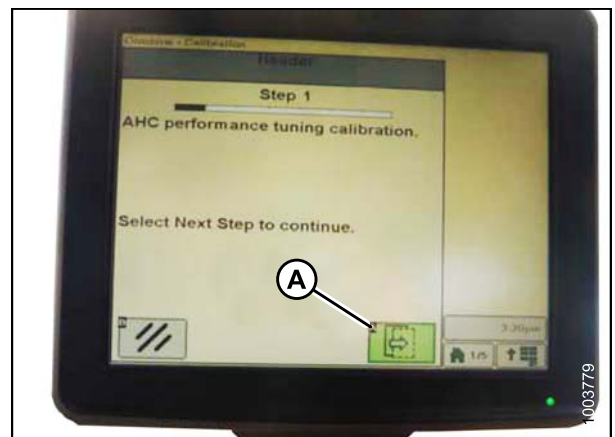 Combine - Calibration
Header
Step 1
AHC performance tuning calibration.
Select Next Step to continue.
A
3:20pm
1/5
1003779